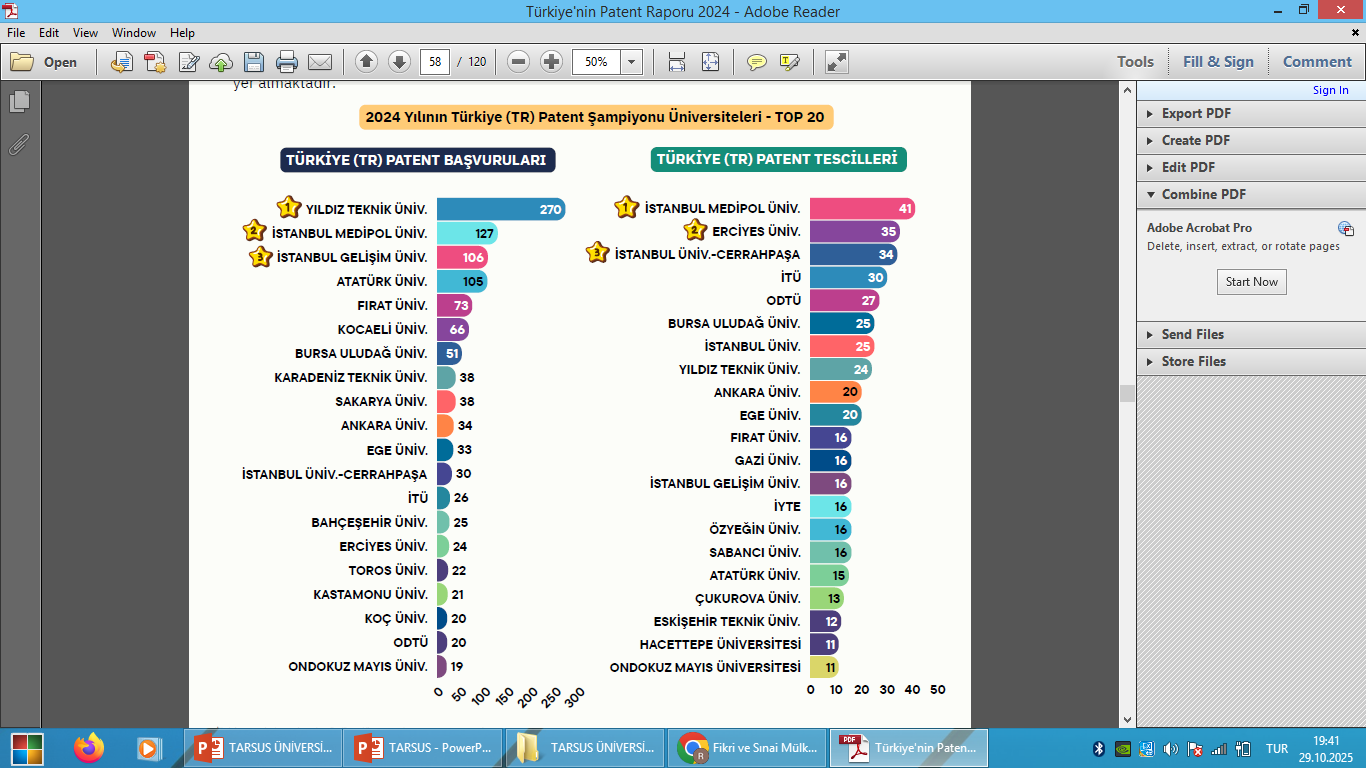 Türkiye'nin Patent Raporu 2024 - Adobe Reader
File Edit View Window Help
Open 58 / 120 50% Tools Fill & Sign Comment
Sign In
Export PDF
Create PDF
Edit PDF
Combine PDF
Adobe Acrobat Pro
Delete, insert, extract, or rotate pages
Start Now
Send Files
Store Files
yer almaktadır.
2024 Yılının Türkiye (TR) Patent Şampiyonu Üniversiteleri - TOP 20
TÜRKİYE (TR) PATENT BAŞVURULARI
1 YILDIZ TEKNİK ÜNİV. 270
2 İSTANBUL MEDİPOL ÜNİV. 127
3 İSTANBUL GELİŞİM ÜNİV. 106
ATATÜRK ÜNİV. 105
FIRAT ÜNİV. 73
KOCAELİ ÜNİV. 66
BURSA ULUDAĞ ÜNİV. 51
KARADENİZ TEKNİK ÜNİV. 38
SAKARYA ÜNİV. 38
ANKARA ÜNİV. 34
EGE ÜNİV. 33
İSTANBUL ÜNİV.-CERRAHPAŞA 30
İTÜ 26
BAHÇEŞEHİR ÜNİV. 25
ERCİYES ÜNİV. 24
TOROS ÜNİV. 22
KASTAMONU ÜNİV. 21
KOÇ ÜNİV. 20
ODTÜ 20
ONDOKUZ MAYIS ÜNİV. 19
0 50 100 150 200 250 300
TÜRKİYE (TR) PATENT TESCİLLERİ
1 İSTANBUL MEDİPOL ÜNİV. 41
2 ERCİYES ÜNİV. 35
3 İSTANBUL ÜNİV.-CERRAHPAŞA 34
İTÜ 30
ODTÜ 27
BURSA ULUDAĞ ÜNİV. 25
İSTANBUL ÜNİV. 25
YILDIZ TEKNİK ÜNİV. 24
ANKARA ÜNİV. 20
EGE ÜNİV. 20
FIRAT ÜNİV. 16
GAZİ ÜNİV. 16
İSTANBUL GELİŞİM ÜNİV. 16
İYTE 16
ÖZYEĞİN ÜNİV. 16
SABANCI ÜNİV. 16
ATATÜRK ÜNİV. 15
ÇUKUROVA ÜNİV. 13
ESKİŞEHİR TEKNİK ÜNİV. 12
HACETTEPE ÜNİVERSİTESİ 11
ONDOKUZ MAYIS ÜNİVERSİTESİ 11
0 10 20 30 40 50
TARSUS ÜNİVERSİ... TARSUS - PowerP... TARSUS ÜNİVERSİ... Fikri ve Sınai Mülk... Türkiye'nin Paten... TUR 19:41
29.10.2025